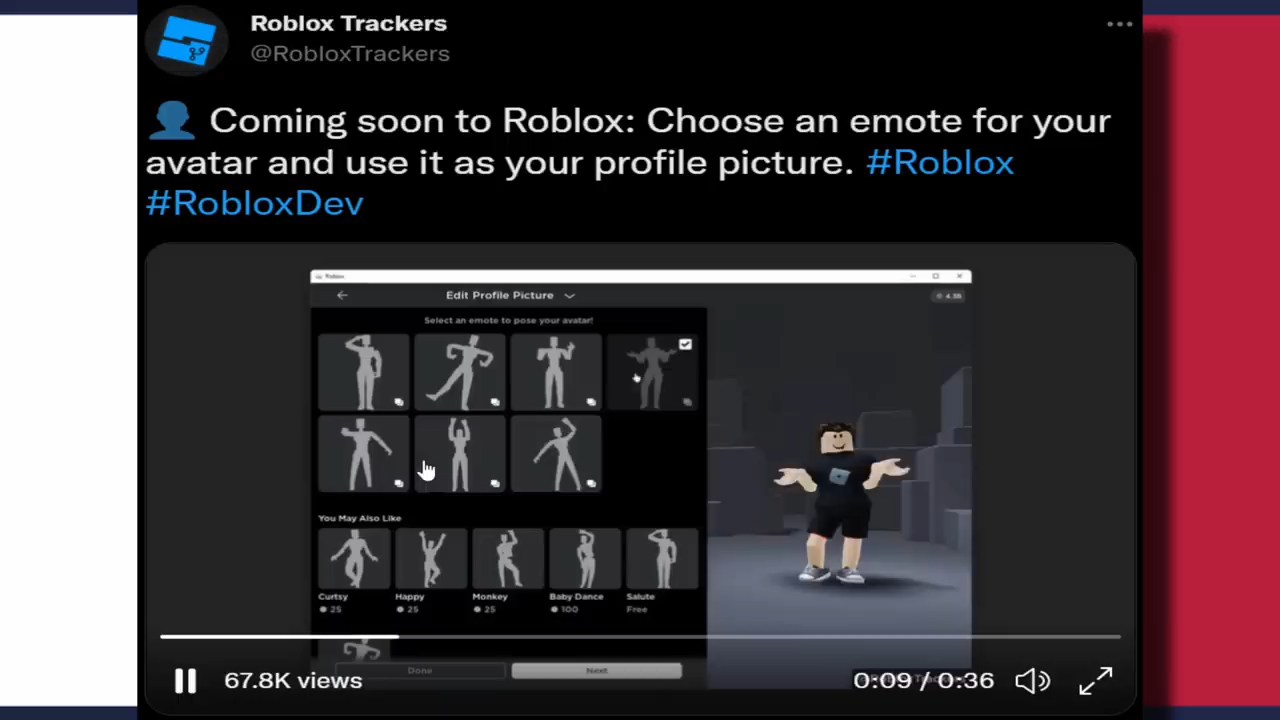 Roblox Trackers
@RobloxTrackers
Coming soon to Roblox: Choose an emote for your
avatar and use it as your profile picture. #Roblox
#RobloxDev
Roblox
Edit Profile Picture
Select an emote to pose your avatar!
You May Also Like
Curtsy
25
Happy
25
Monkey
25
Baby Dance
100
Salute
Free
Done
Next
67.8K views
0:09 / 0:36